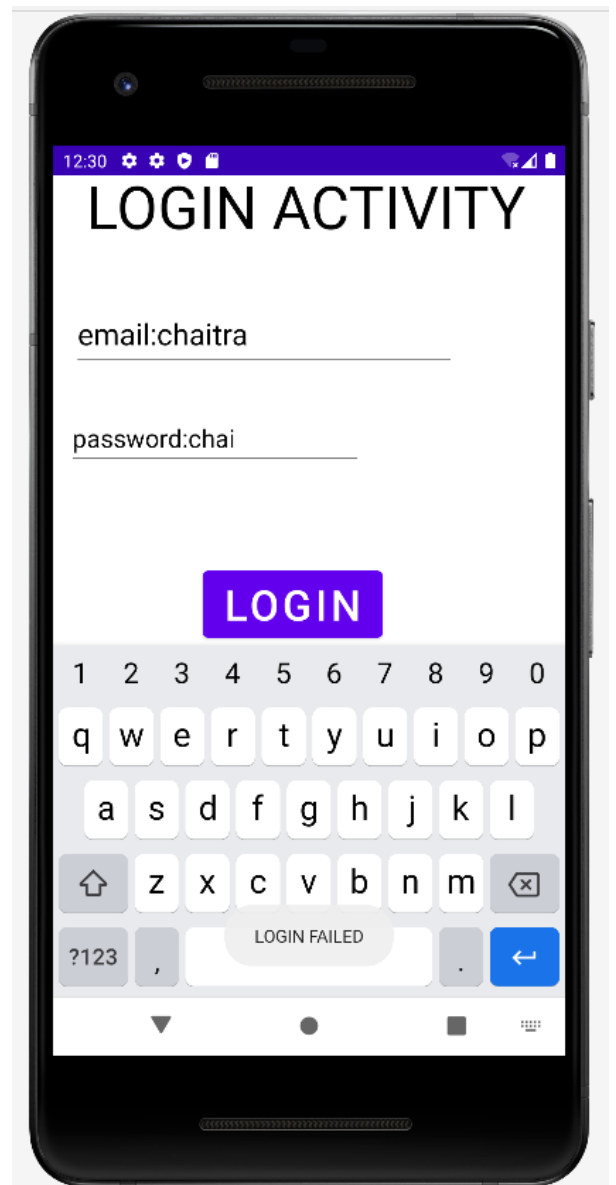 12:30
LOGIN ACTIVITY
email:chaitra
password:chai
LOGIN
1 2 3 4 5 6 7 8 9 0
q w e r t y u i o p
a s d f g h j k l
z x c v b n m
LOGIN FAILED
?123 , .